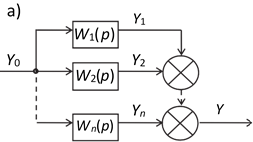 а)
W₁(p) Y₁
Y₀ W₂(p) Y₂
Wₙ(p) Yₙ Y